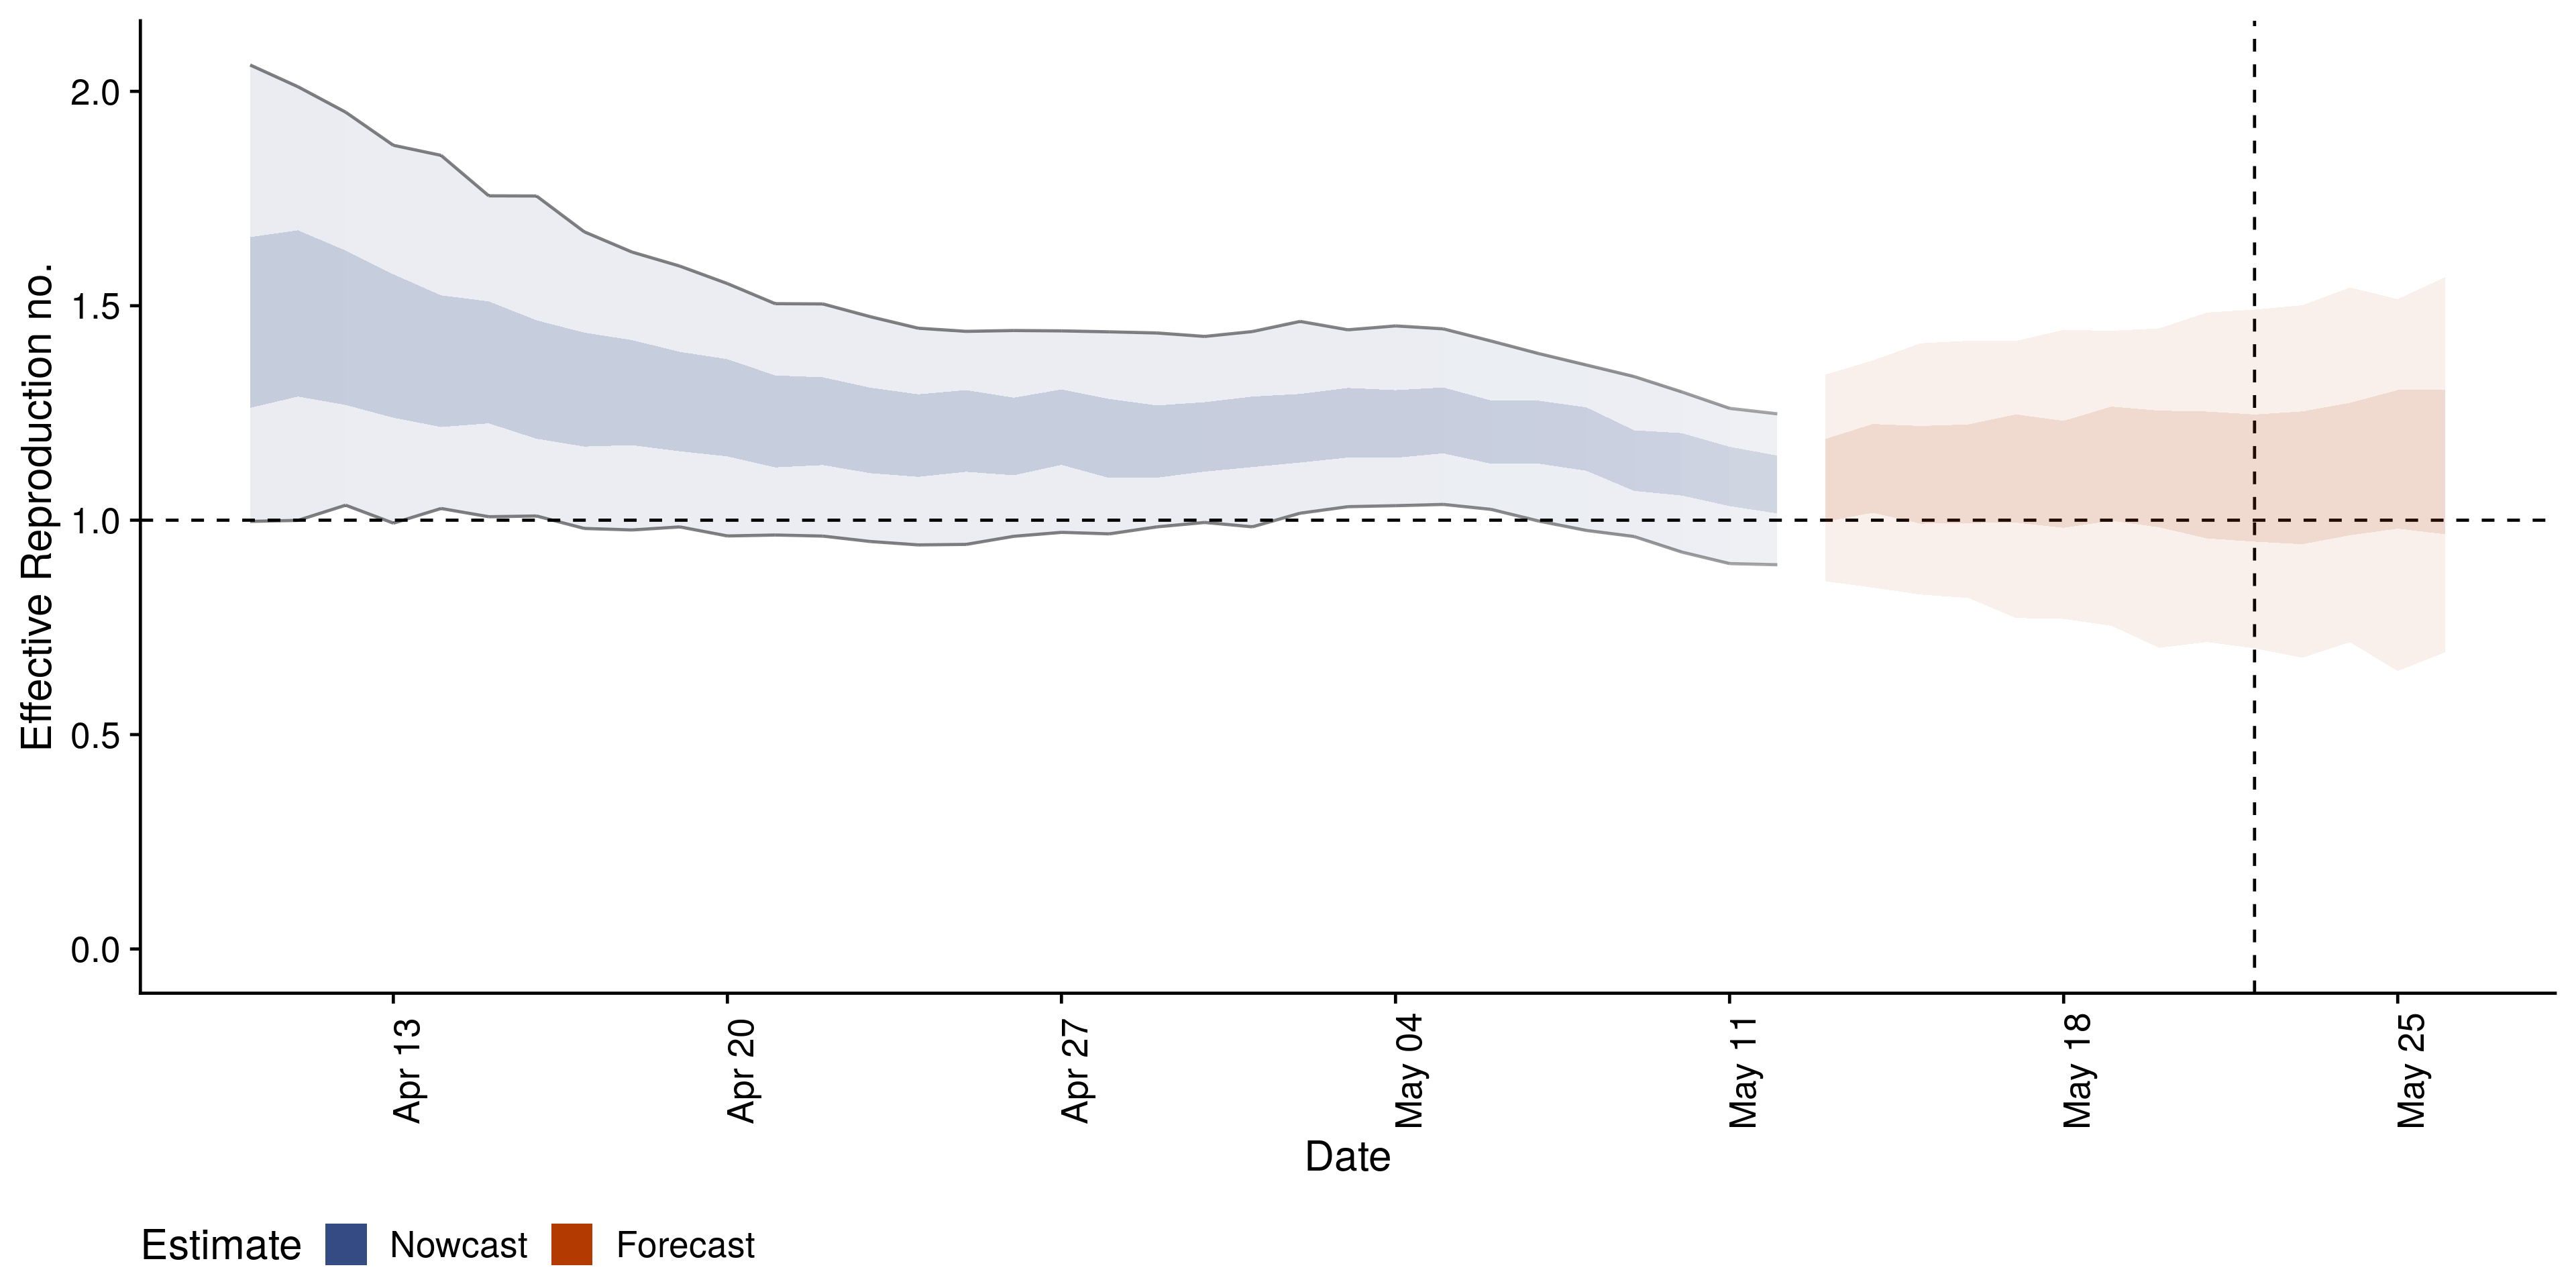 Effective Reproduction no.
2.0
1.5
1.0
0.5
0.0
Apr 13
Apr 20
Apr 27
May 04
May 11
May 18
May 25
Date
Estimate Nowcast Forecast